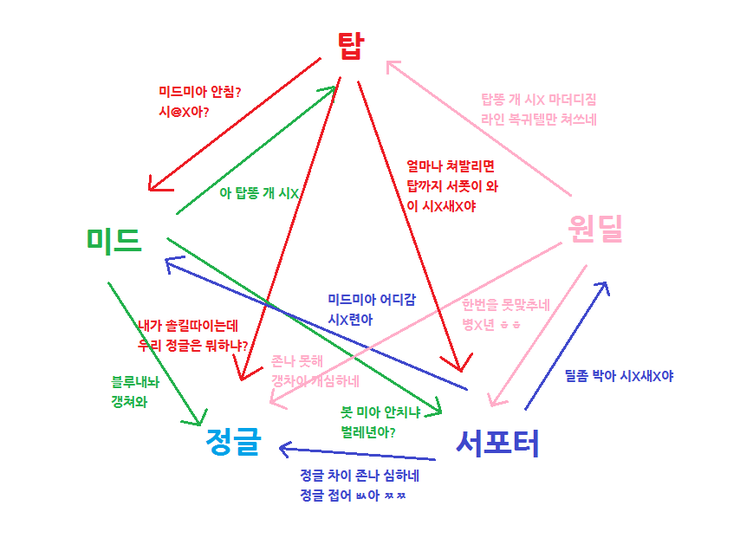 탑
미드미아 안침?
시@X아?
탑똥 개 시X 마더디짐
라인 복귀텔만 쳐쓰네
얼마나 쳐발리면
탑까지 서폿이 와
이 시X새X야
아 탑똥 개 시X
미드
원딜
미드미아 어디감
시X련아
한번을 못맞추네
병X년 ㅎㅎ
내가 솔킬따이는데
우리 정글은 뭐하냐?
존나 못해
갱차이 개심하네
블루내놔
갱쳐와
딜좀 박아 시X새X야
봇 미아 안치냐
벌레년아?
정글
서포터
정글 차이 존나 심하네
정글 접어 ㅄ아 ㅉㅉ